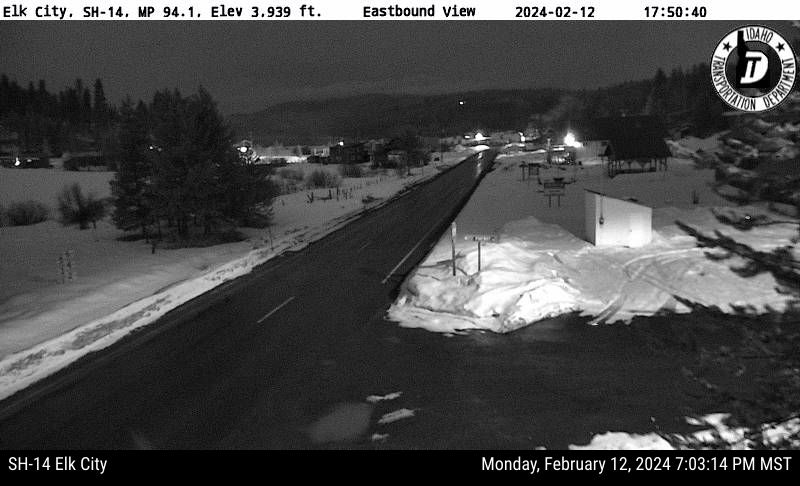 Elk City, SH-14, MP 94.1, Elev 3,939 ft. Eastbound View 2024-02-12 17:50:40
IDAHO
TRANSPORTATION DEPARTMENT
SH-14 Elk City Monday, February 12, 2024 7:03:14 PM MST